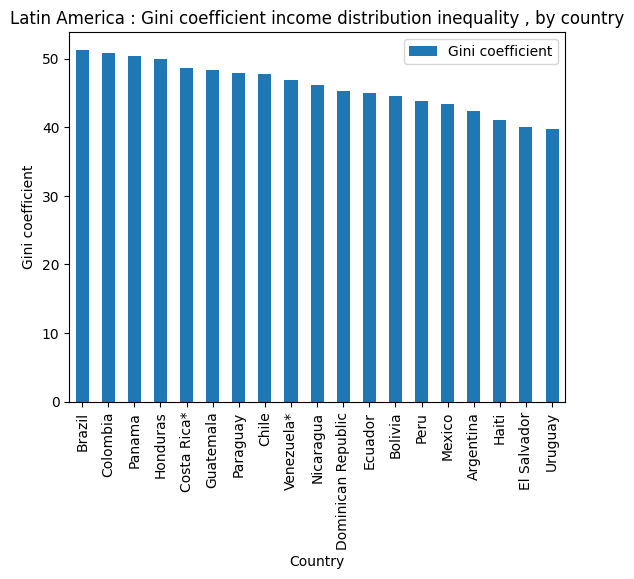 Latin America : Gini coefficient income distribution inequality , by country
Gini coefficient
50
40
30
20
10
0
Gini coefficient
Brazil
Colombia
Panama
Honduras
Costa Rica*
Guatemala
Paraguay
Chile
Venezuela*
Nicaragua
Dominican Republic
Ecuador
Bolivia
Peru
Mexico
Argentina
Haiti
El Salvador
Uruguay
Country